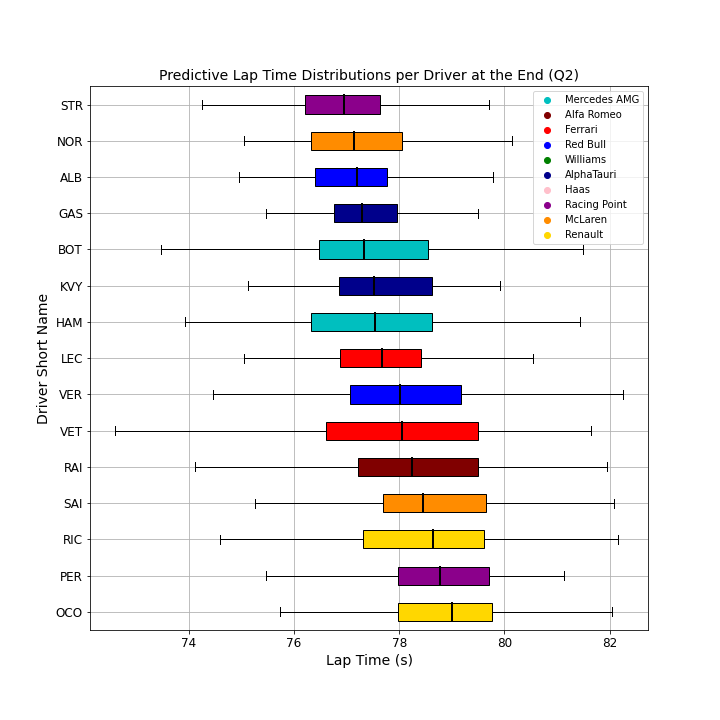 Predictive Lap Time Distributions per Driver at the End (Q2)
Mercedes AMG
Alfa Romeo
Ferrari
Red Bull
Williams
AlphaTauri
Haas
Racing Point
McLaren
Renault
Driver Short Name
STR
NOR
ALB
GAS
BOT
KVY
HAM
LEC
VER
VET
RAI
SAI
RIC
PER
OCO
74 76 78 80 82
Lap Time (s)